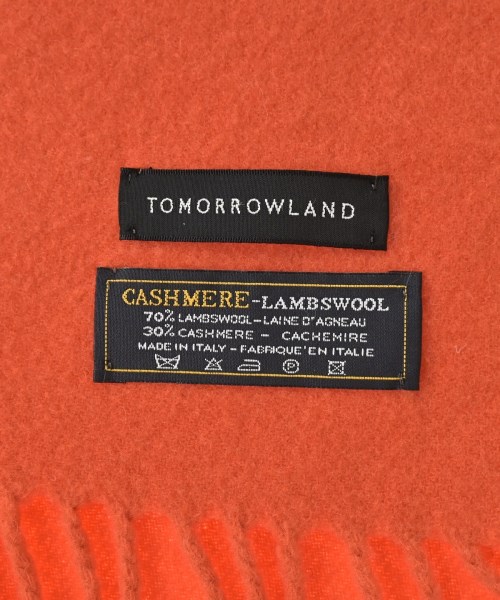 TOMORROWLAND
CASHMERE-LAMBSWOOL
70% LAMBSWOOL-LAINE D'AGNEAU
30% CASHMERE - CACHEMIRE
MADE IN ITALY - FABRIQUE'EN ITALIE
P